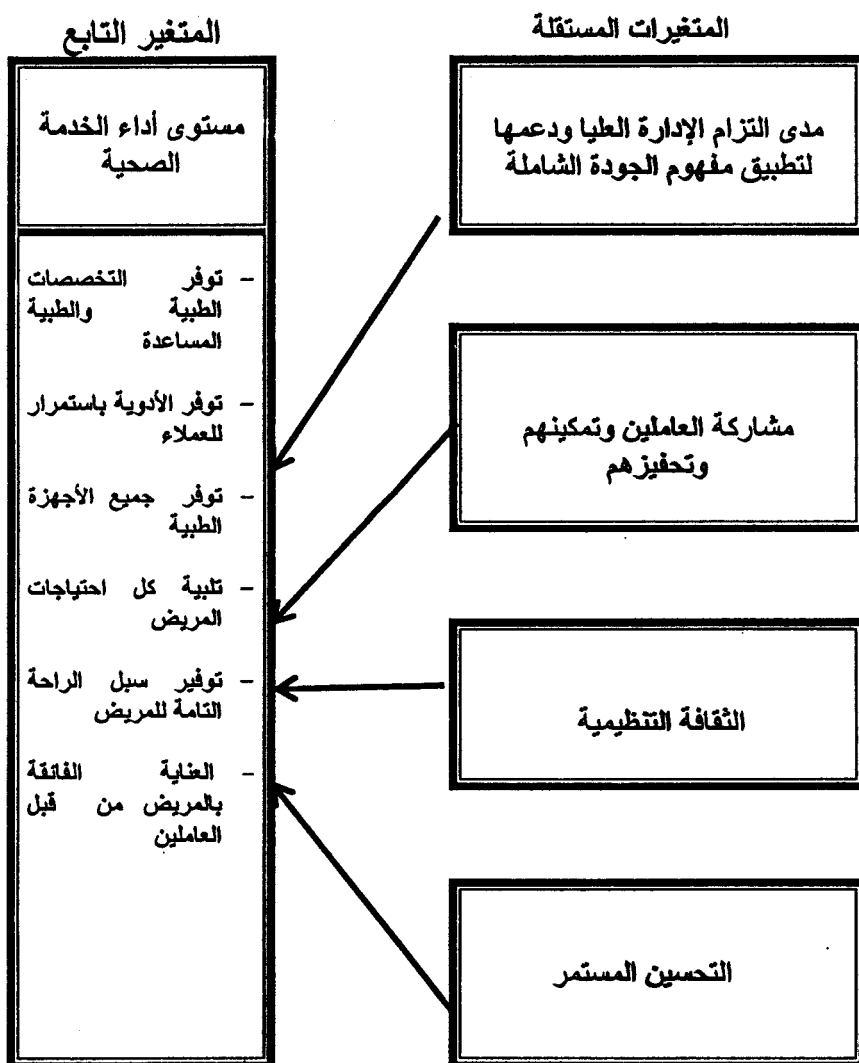 المتغيرات المستقلة
مدى التزام الإدارة العليا ودعمها
لتطبيق مفهوم الجودة الشاملة
مشاركة العاملين وتمكينهم
وتحفيزهم
الثقافة التنظيمية
التحسين المستمر
المتغير التابع
مستوى أداء الخدمة
الصحية
- توفر التخصصات
الطبية والطبية
المساعدة
- توفر الأدوية باستمرار
للعملاء
- توفر جميع الأجهزة
الطبية
- تلبية كل احتياجات
المريض
- توفير سبل الراحة
التامة للمريض
- العناية الفائقة
بالمريض من قبل
العاملين